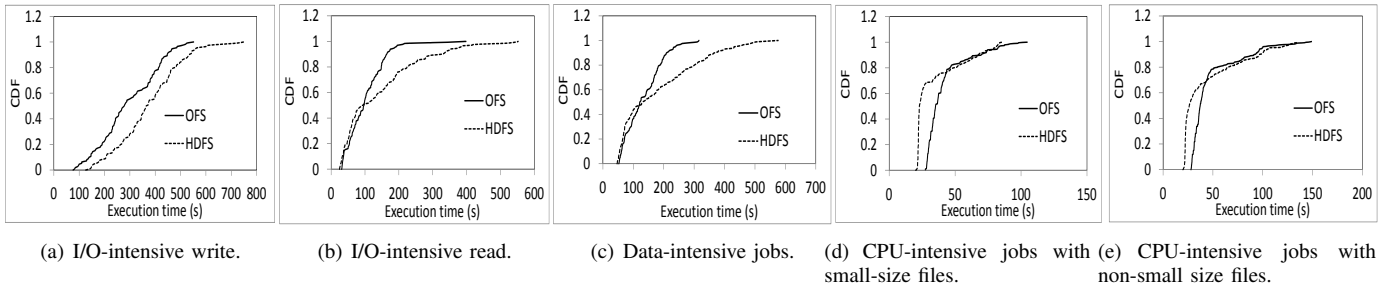 1.2
1
0.8
0.6
0.4
0.2
0
CDF
OFS
HDFS
0 100 200 300 400 500 600 700 800
Execution time (s)
(a) I/O-intensive write.
1.2
1
0.8
0.6
0.4
0.2
0
CDF
OFS
HDFS
0 100 200 300 400 500 600
Execution time (s)
(b) I/O-intensive read.
1.2
1
0.8
0.6
0.4
0.2
0
CDF
OFS
HDFS
0 100 200 300 400 500 600 700
Execution time (s)
(c) Data-intensive jobs.
1.2
1
0.8
0.6
0.4
0.2
0
CDF
OFS
HDFS
0 50 100 150
Execution time (s)
(d) CPU-intensive jobs with
small-size files.
1.2
1
0.8
0.6
0.4
0.2
0
CDF
OFS
HDFS
0 50 100 150 200
Execution time (s)
(e) CPU-intensive jobs with
non-small size files.